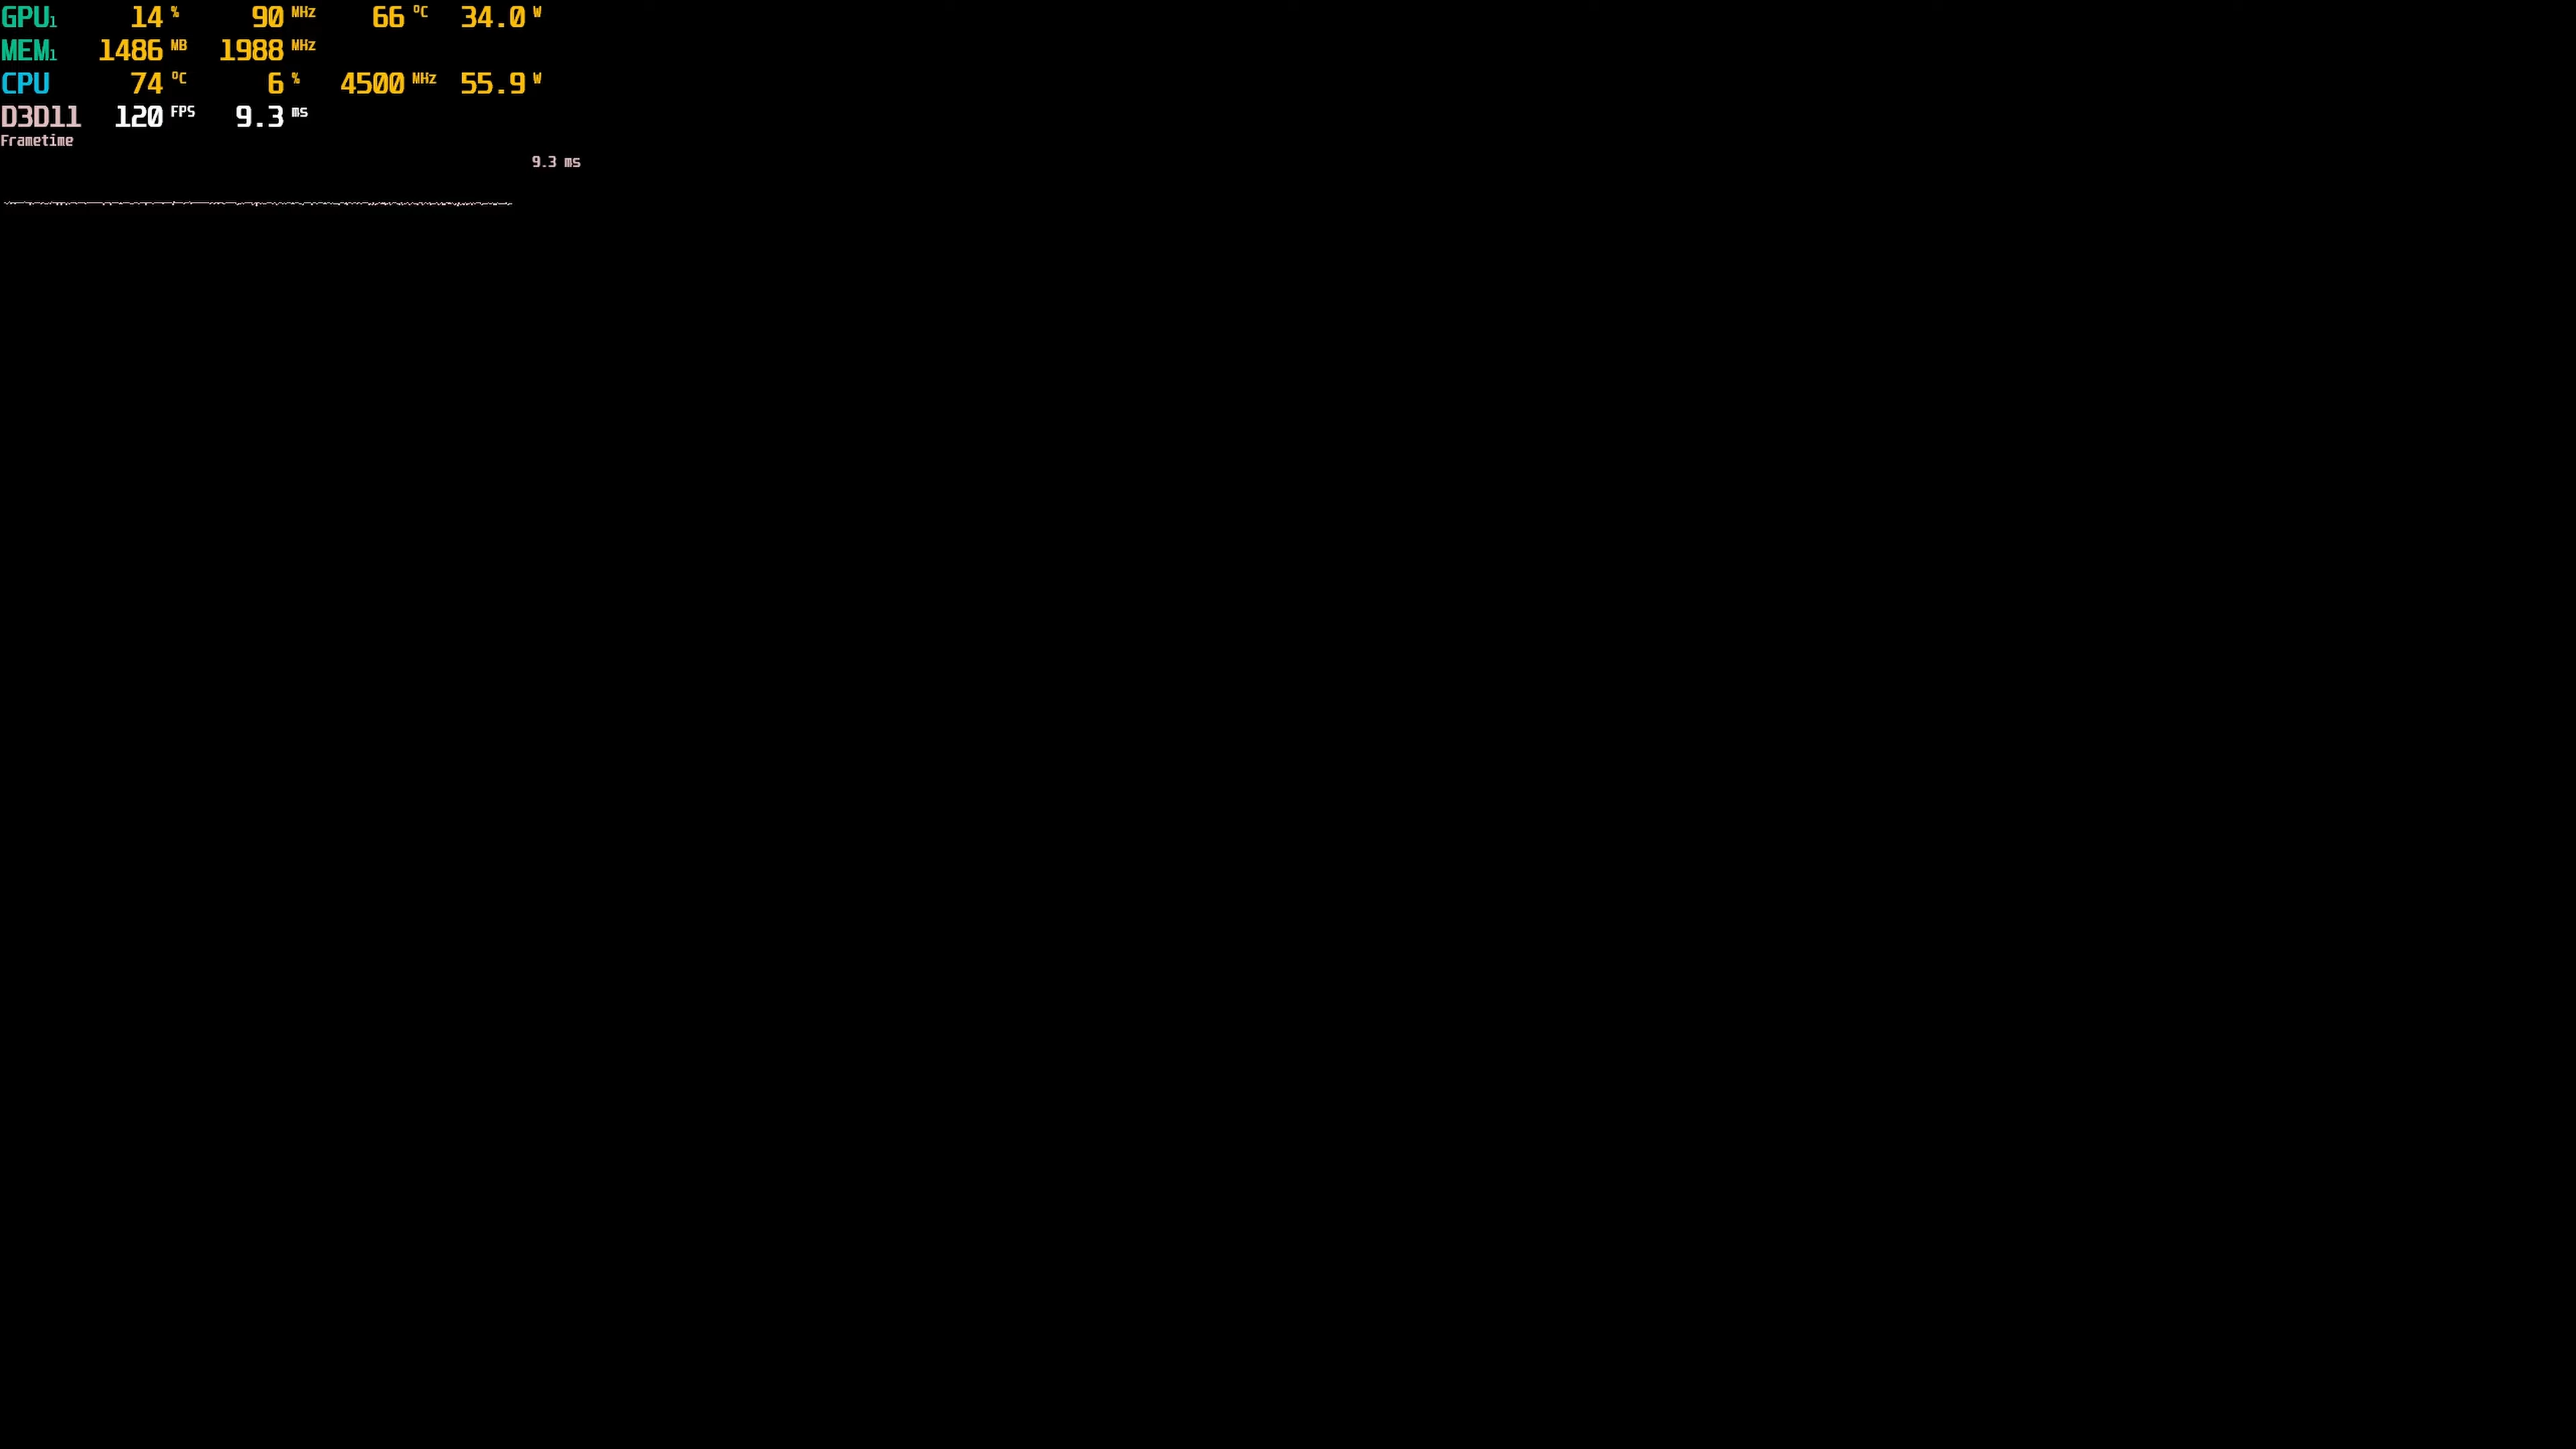 GPU1 14 % 90 MHz 66 °C 34.0 W
MEM1 1486 MB 1988 MHz
CPU 74 °C 6 % 4500 MHz 55.9 W
D3D11 120 FPS 9.3 ms
Frametime
9.3 ms